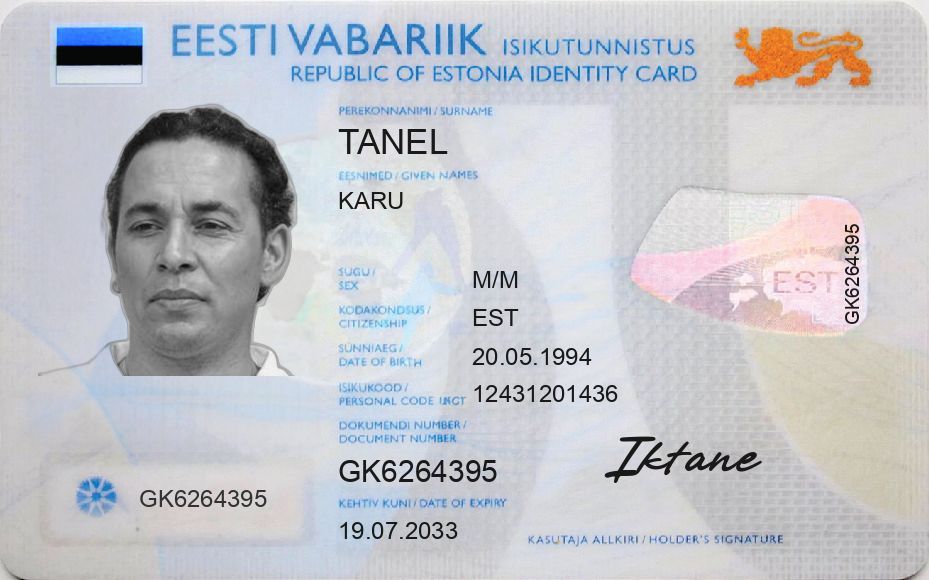 EESTI VABARIIK ISIKUTUNNISTUS
REPUBLIC OF ESTONIA IDENTITY CARD
PEREKONNANIMI / SURNAME
TANEL
EESNIMED / GIVEN NAMES
KARU
SUGU /
SEX
M/M
KODAKONDSUS /
CITIZENSHIP
EST
SÜNNIAEG /
DATE OF BIRTH
20.05.1994
ISIKUKOOD /
PERSONAL CODE
12431201436
DOKUMENDI NUMBER /
DOCUMENT NUMBER
GK6264395
KEHTIV KUNI / DATE OF EXPIRY
19.07.2033
GK6264395
EST
GK6264395
Iktane
KASUTAJA ALLKIRI / HOLDER'S SIGNATURE